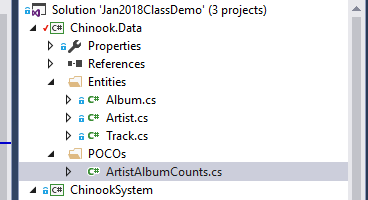 Solution 'Jan2018ClassDemo' (3 projects)
C# Chinook.Data
Properties
References
Entities
C# Album.cs
C# Artist.cs
C# Track.cs
POCOs
C# ArtistAlbumCounts.cs
C# ChinookSystem